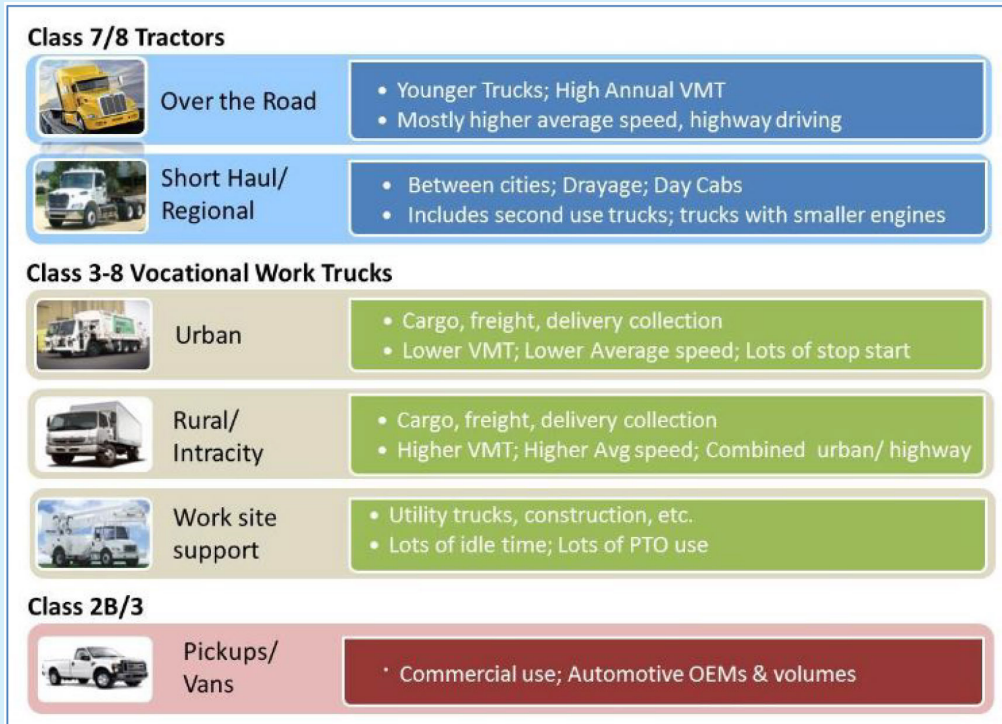 Class 7/8 Tractors
Over the Road
• Younger Trucks; High Annual VMT
• Mostly higher average speed, highway driving
Short Haul/
Regional
• Between cities; Drayage; Day Cabs
• Includes second use trucks; trucks with smaller engines
Class 3-8 Vocational Work Trucks
Urban
• Cargo, freight, delivery collection
• Lower VMT; Lower Average speed; Lots of stop start
Rural/
Intracity
• Cargo, freight, delivery collection
• Higher VMT; Higher Avg speed; Combined urban/ highway
Work site
support
• Utility trucks, construction, etc.
• Lots of idle time; Lots of PTO use
Class 2B/3
Pickups/
Vans
• Commercial use; Automotive OEMs & volumes